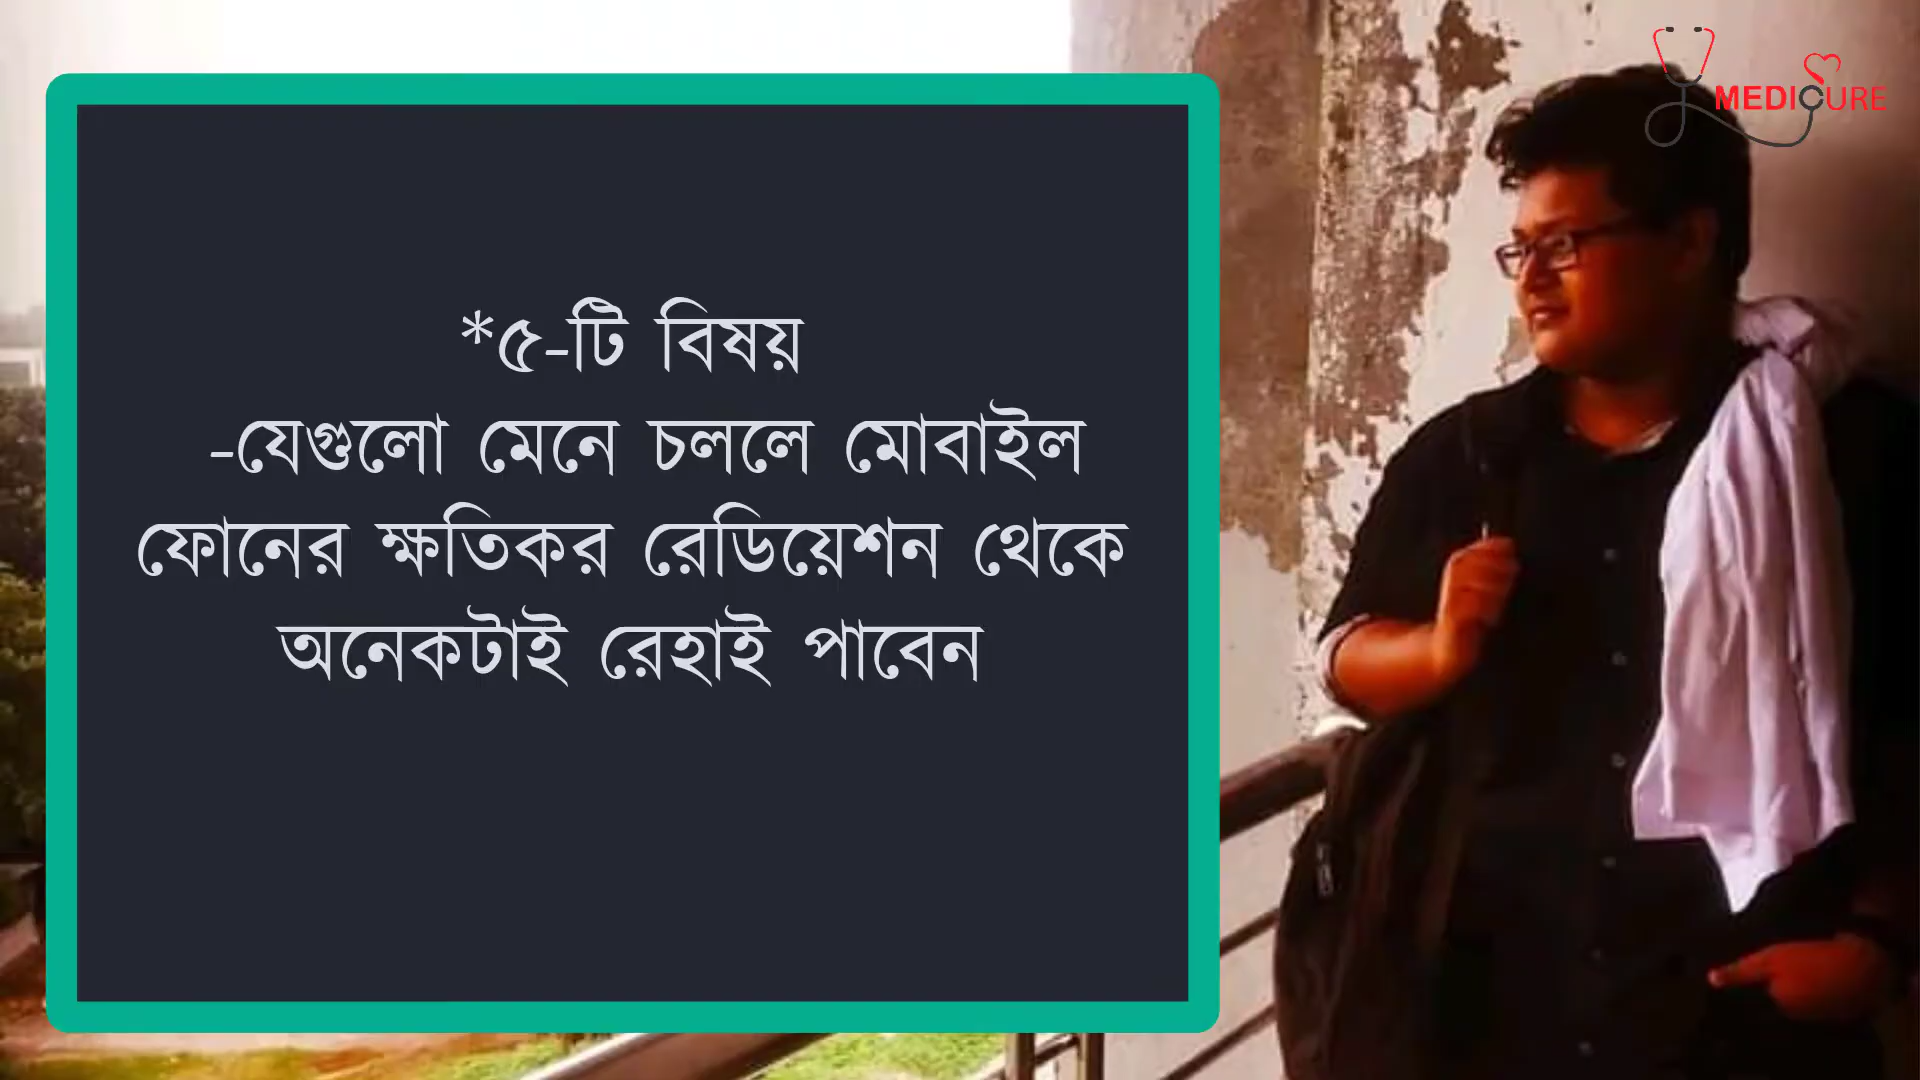 MEDICURE
*৫-টি বিষয়
-যেগুলো মেনে চললে মোবাইল
ফোনের ক্ষতিকর রেডিয়েশন থেকে
অনেকটাই রেহাই পাবেন